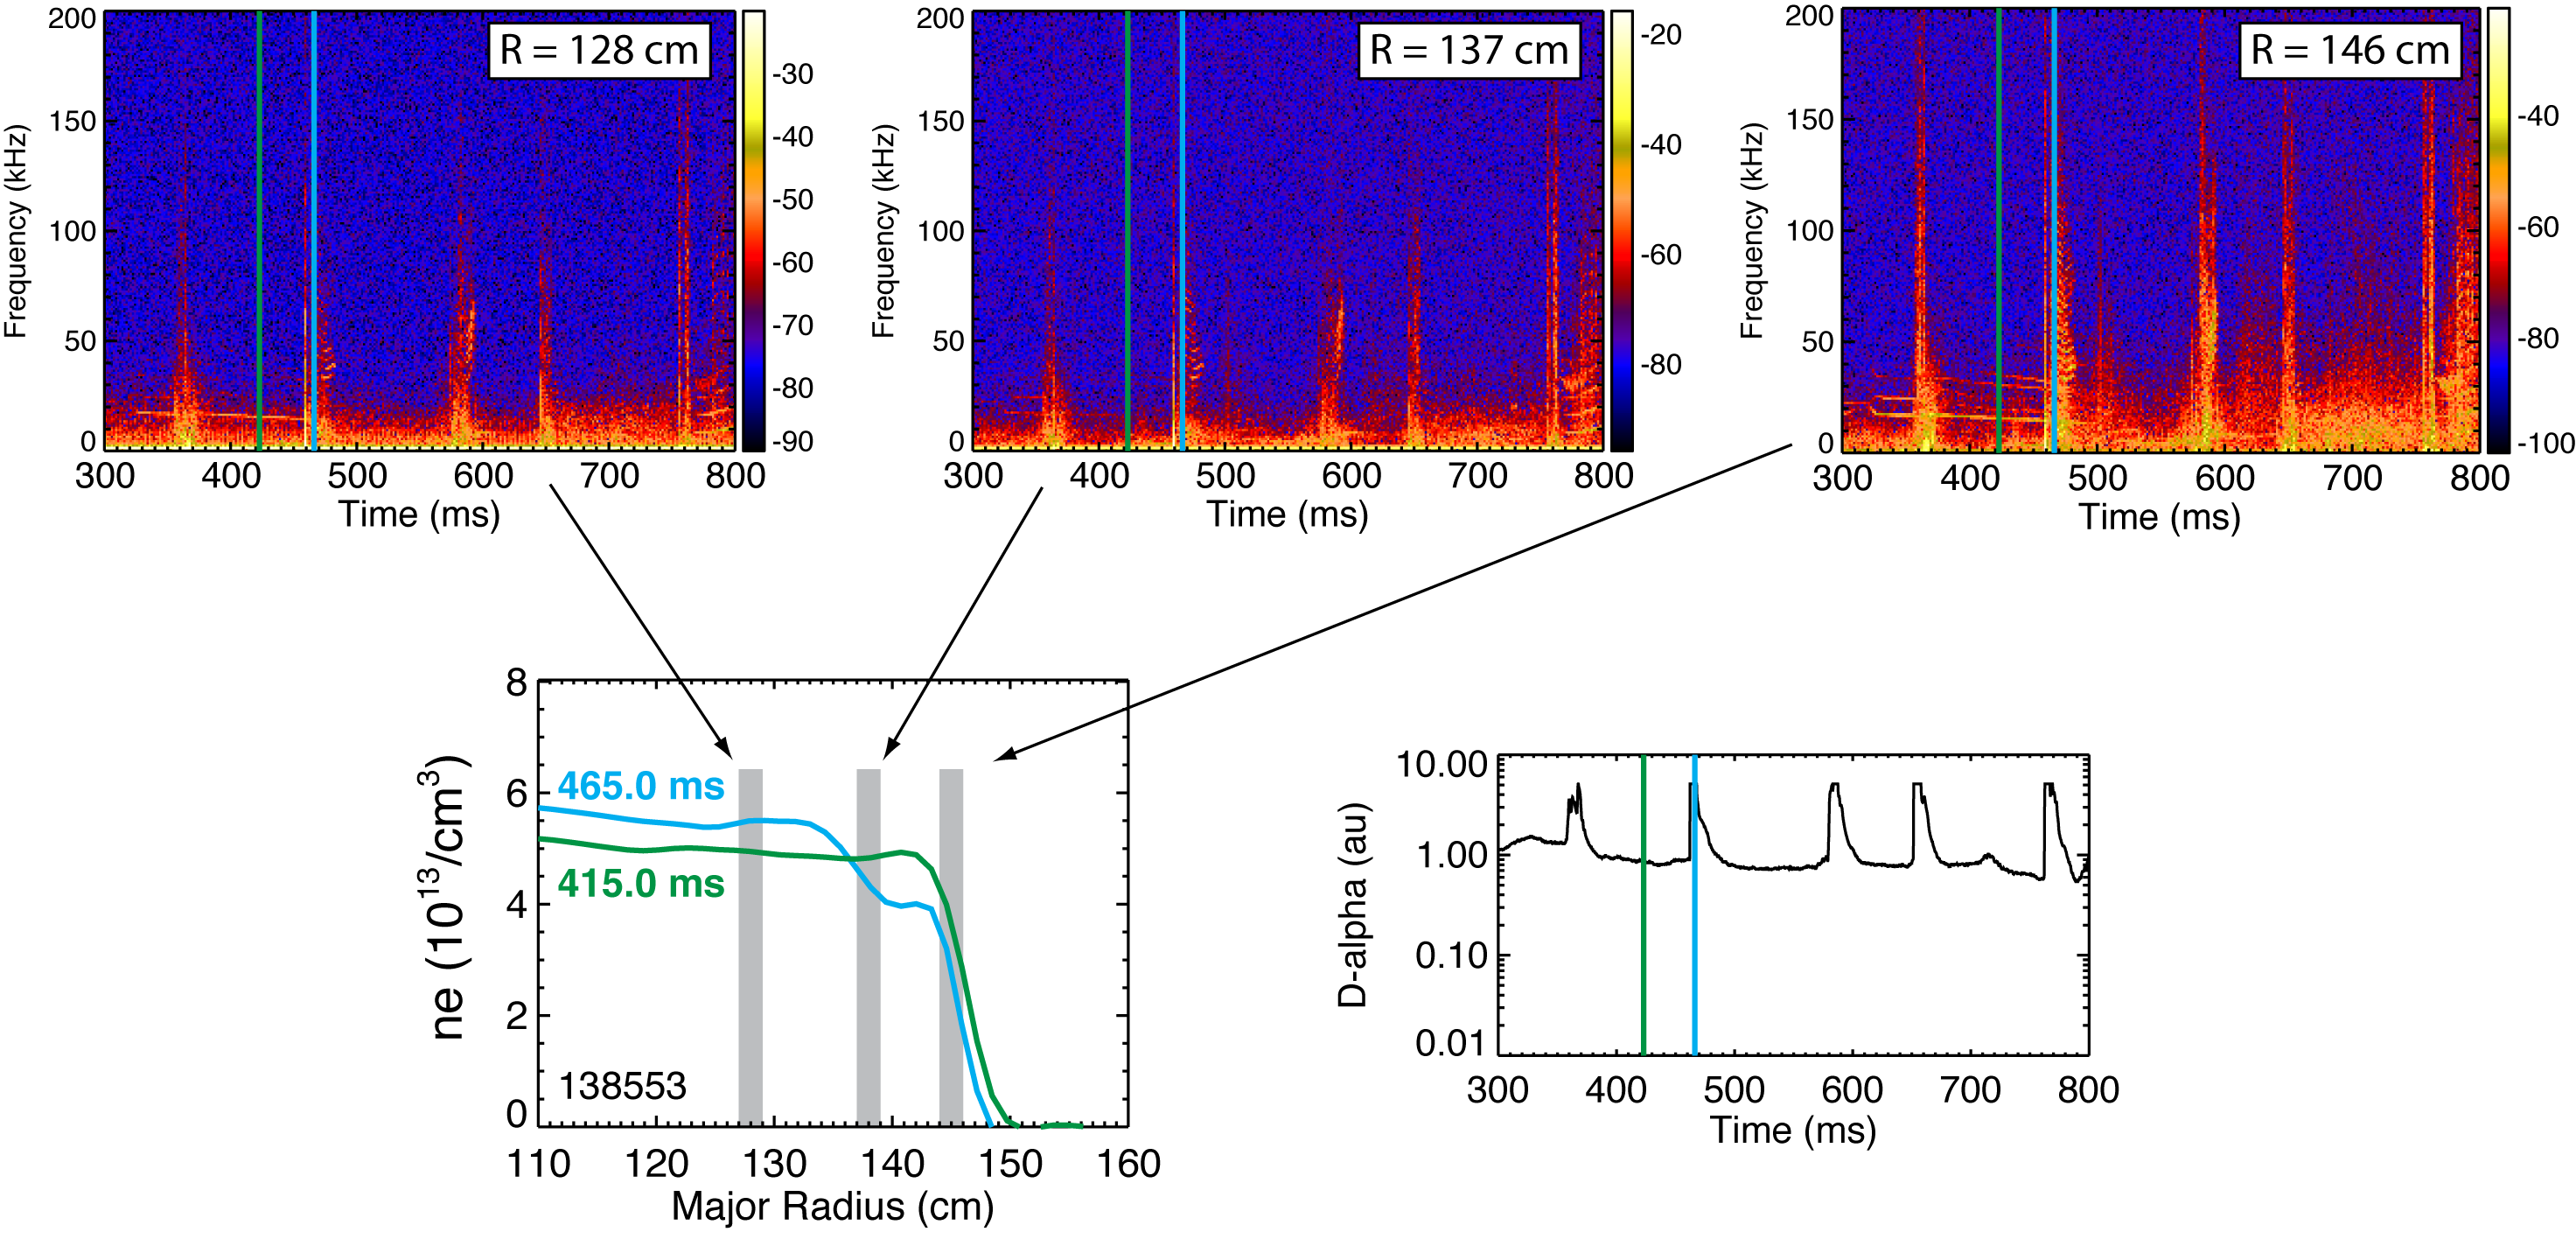 R = 128 cm
Frequency (kHz)
200
150
100
50
0
300 400 500 600 700 800
Time (ms)
-30
-40
-50
-60
-70
-80
-90
R = 137 cm
Frequency (kHz)
200
150
100
50
0
300 400 500 600 700 800
Time (ms)
-20
-40
-60
-80
R = 146 cm
Frequency (kHz)
200
150
100
50
0
300 400 500 600 700 800
Time (ms)
-40
-60
-80
-100
ne (10¹³/cm³)
8
6
4
2
0
465.0 ms
415.0 ms
138553
110 120 130 140 150 160
Major Radius (cm)
D-alpha (au)
10.00
1.00
0.10
0.01
300 400 500 600 700 800
Time (ms)